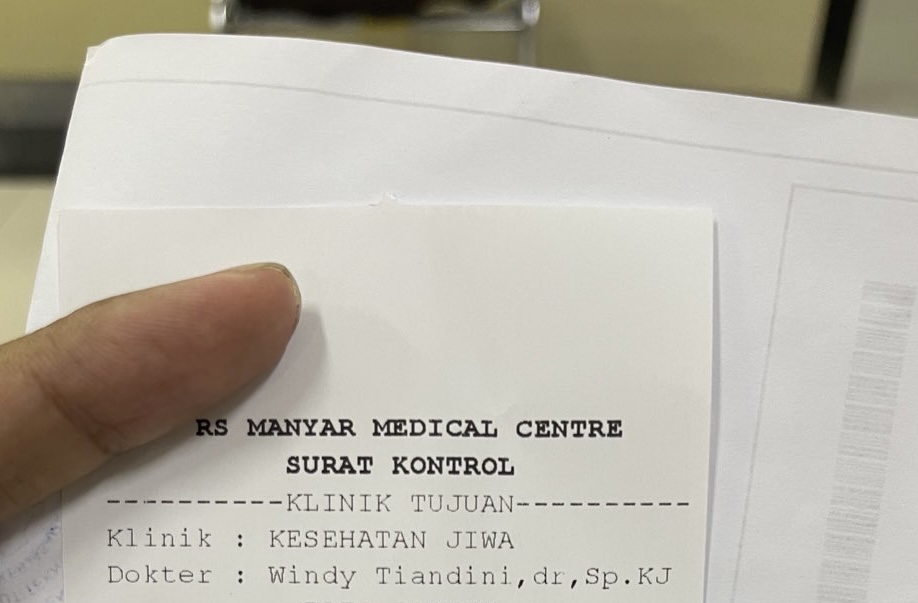 RS MANYAR MEDICAL CENTRE
SURAT KONTROL
----------KLINIK TUJUAN----------
Klinik : KESEHATAN JIWA
Dokter : Windy Tiandini,dr,Sp.KJ